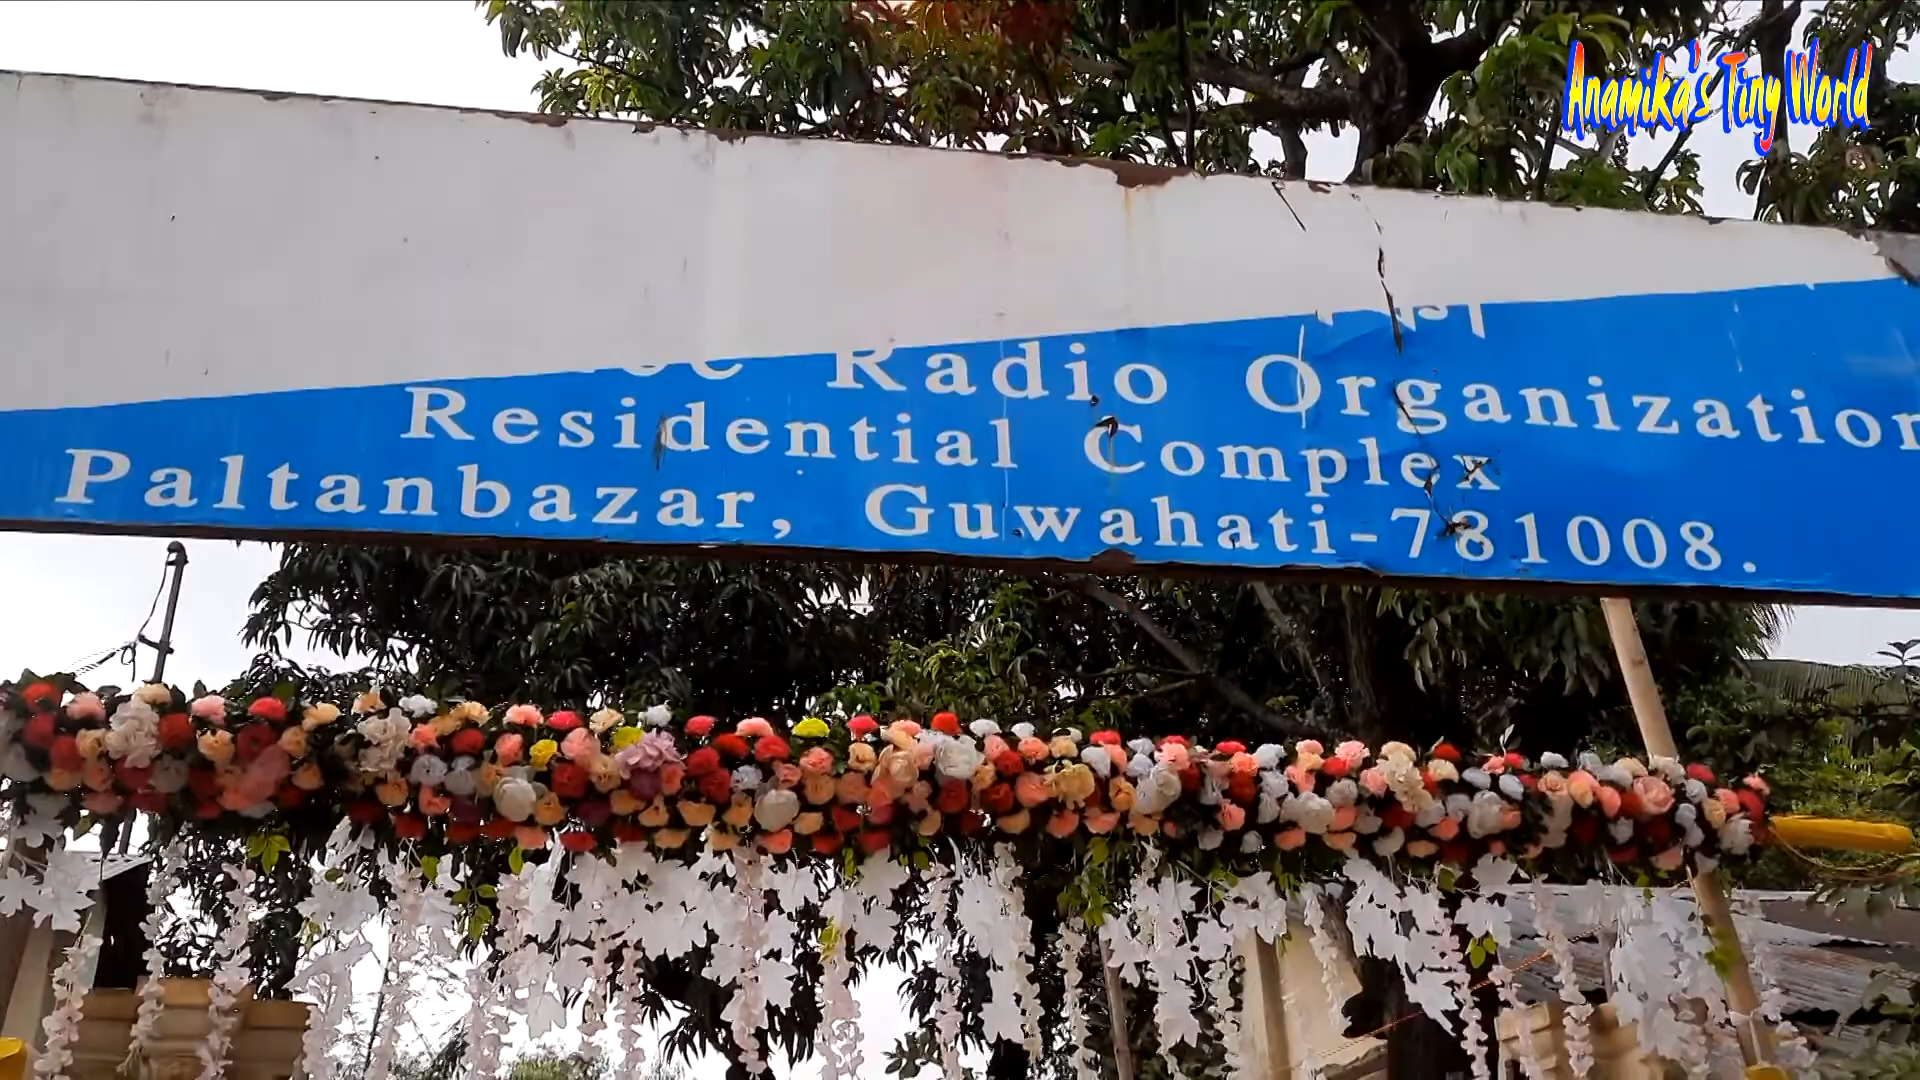 Anamika's Tiny World
Radio Organization
Residential Complex
Paltanbazar, Guwahati-781008.